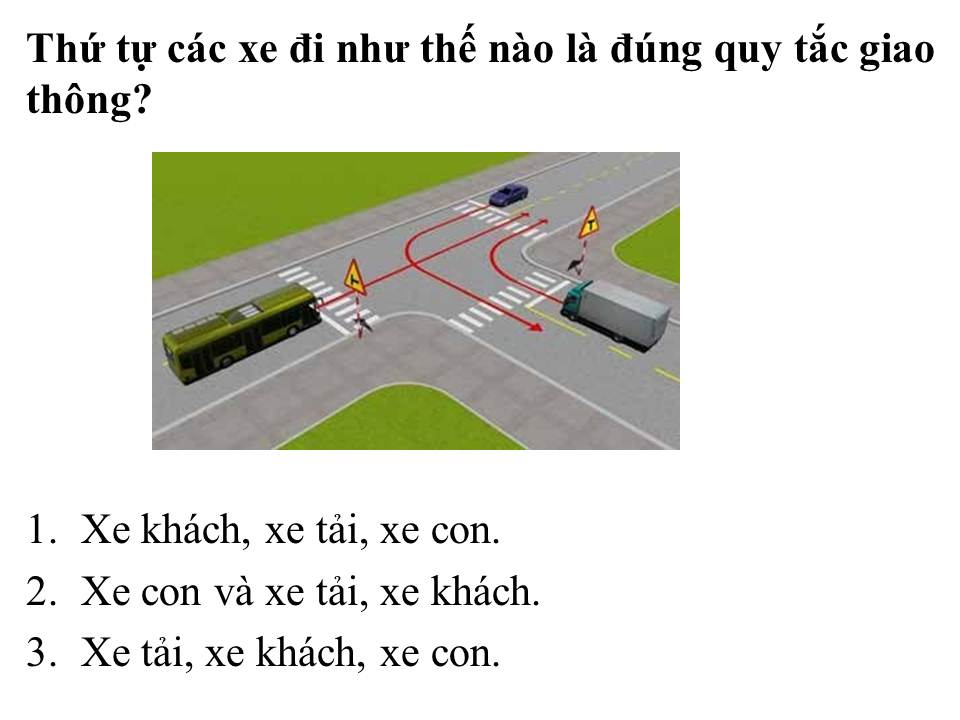 Thứ tự các xe đi như thế nào là đúng quy tắc giao
thông?
1. Xe khách, xe tải, xe con.
2. Xe con và xe tải, xe khách.
3. Xe tải, xe khách, xe con.